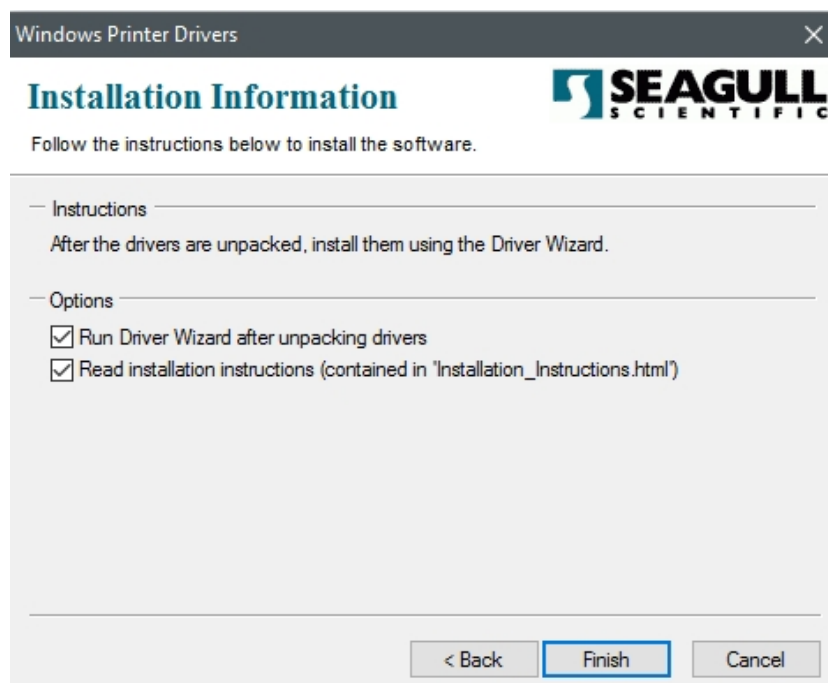 Windows Printer Drivers
Installation Information
SEAGULL
SCIENTIFIC
Follow the instructions below to install the software.
Instructions
After the drivers are unpacked, install them using the Driver Wizard.
Options
Run Driver Wizard after unpacking drivers
Read installation instructions (contained in "Installation_Instructions.html")
< Back
Finish
Cancel